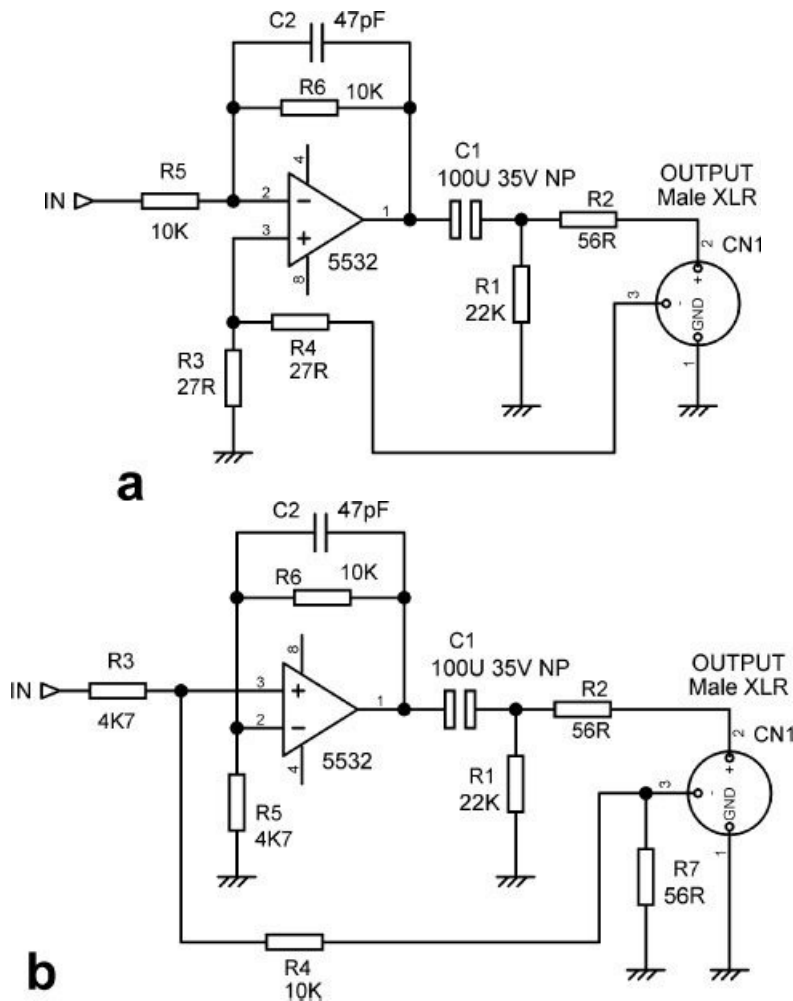 C2 47pF
R6 10K
R5
10K
IN
4
2
3
1
8
5532
C1
100U 35V NP
R2
56R
OUTPUT
Male XLR
CN1
2
3
1
+
-
GND
R1
22K
R4
27R
R3
27R
a
C2 47pF
R6
10K
R3
4K7
IN
8
3
2
1
4
5532
C1
100U 35V NP
R2
56R
OUTPUT
Male XLR
CN1
2
3
1
+
-
GND
R1
22K
R5
4K7
R7
56R
R4
10K
b